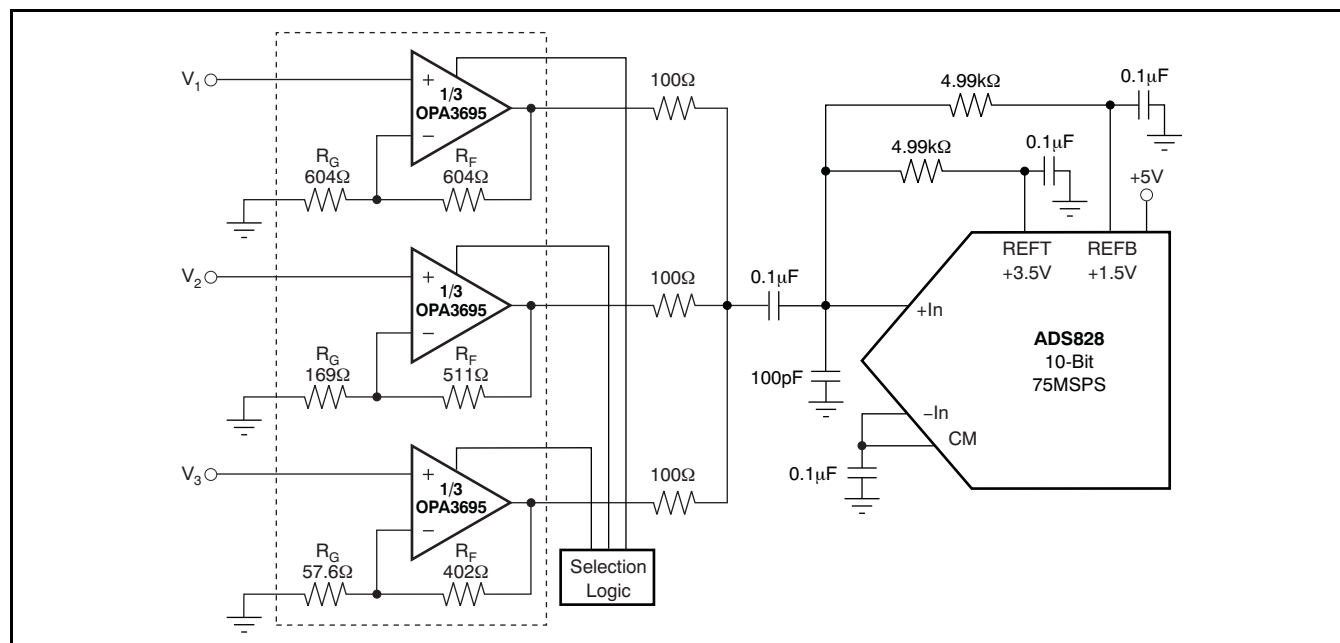 V1
+
1/3
OPA3695
−
RG
604Ω
RF
604Ω
100Ω
V2
+
1/3
OPA3695
−
RG
169Ω
RF
511Ω
100Ω
V3
+
1/3
OPA3695
−
RG
57.6Ω
RF
402Ω
100Ω
Selection
Logic
0.1μF
100pF
4.99kΩ
0.1μF
4.99kΩ
0.1μF
+5V
REFT
+3.5V
REFB
+1.5V
+In
ADS828
10-Bit
75MSPS
−In
CM
0.1μF